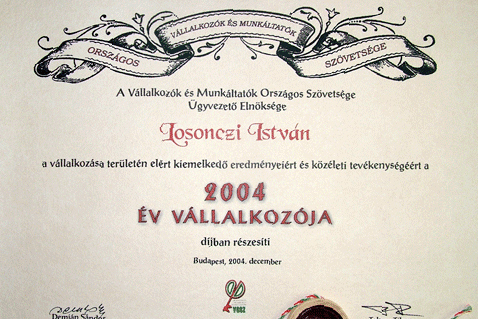 ORSZÁGOS
VÁLLALKOZÓK ÉS MUNKÁLTATÓK
SZÖVETSÉGE
A Vállalkozók és Munkáltatók Országos Szövetsége
Ügyvezető Elnöksége
Losonczi István
a vállalkozása területén elért kiemelkedő eredményeiért és közéleti tevékenységéért a
2004
ÉV VÁLLALKOZÓJA
díjban részesíti
Budapest, 2004. december
VOSZ
Demján Sándor